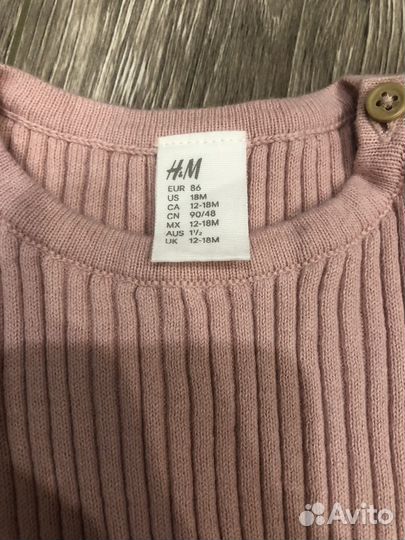 H&M
EUR 86
US 18M
CA 12-18M
CN 90/48
MX 12-18M
AUS 1½
UK 12-18M
Avito